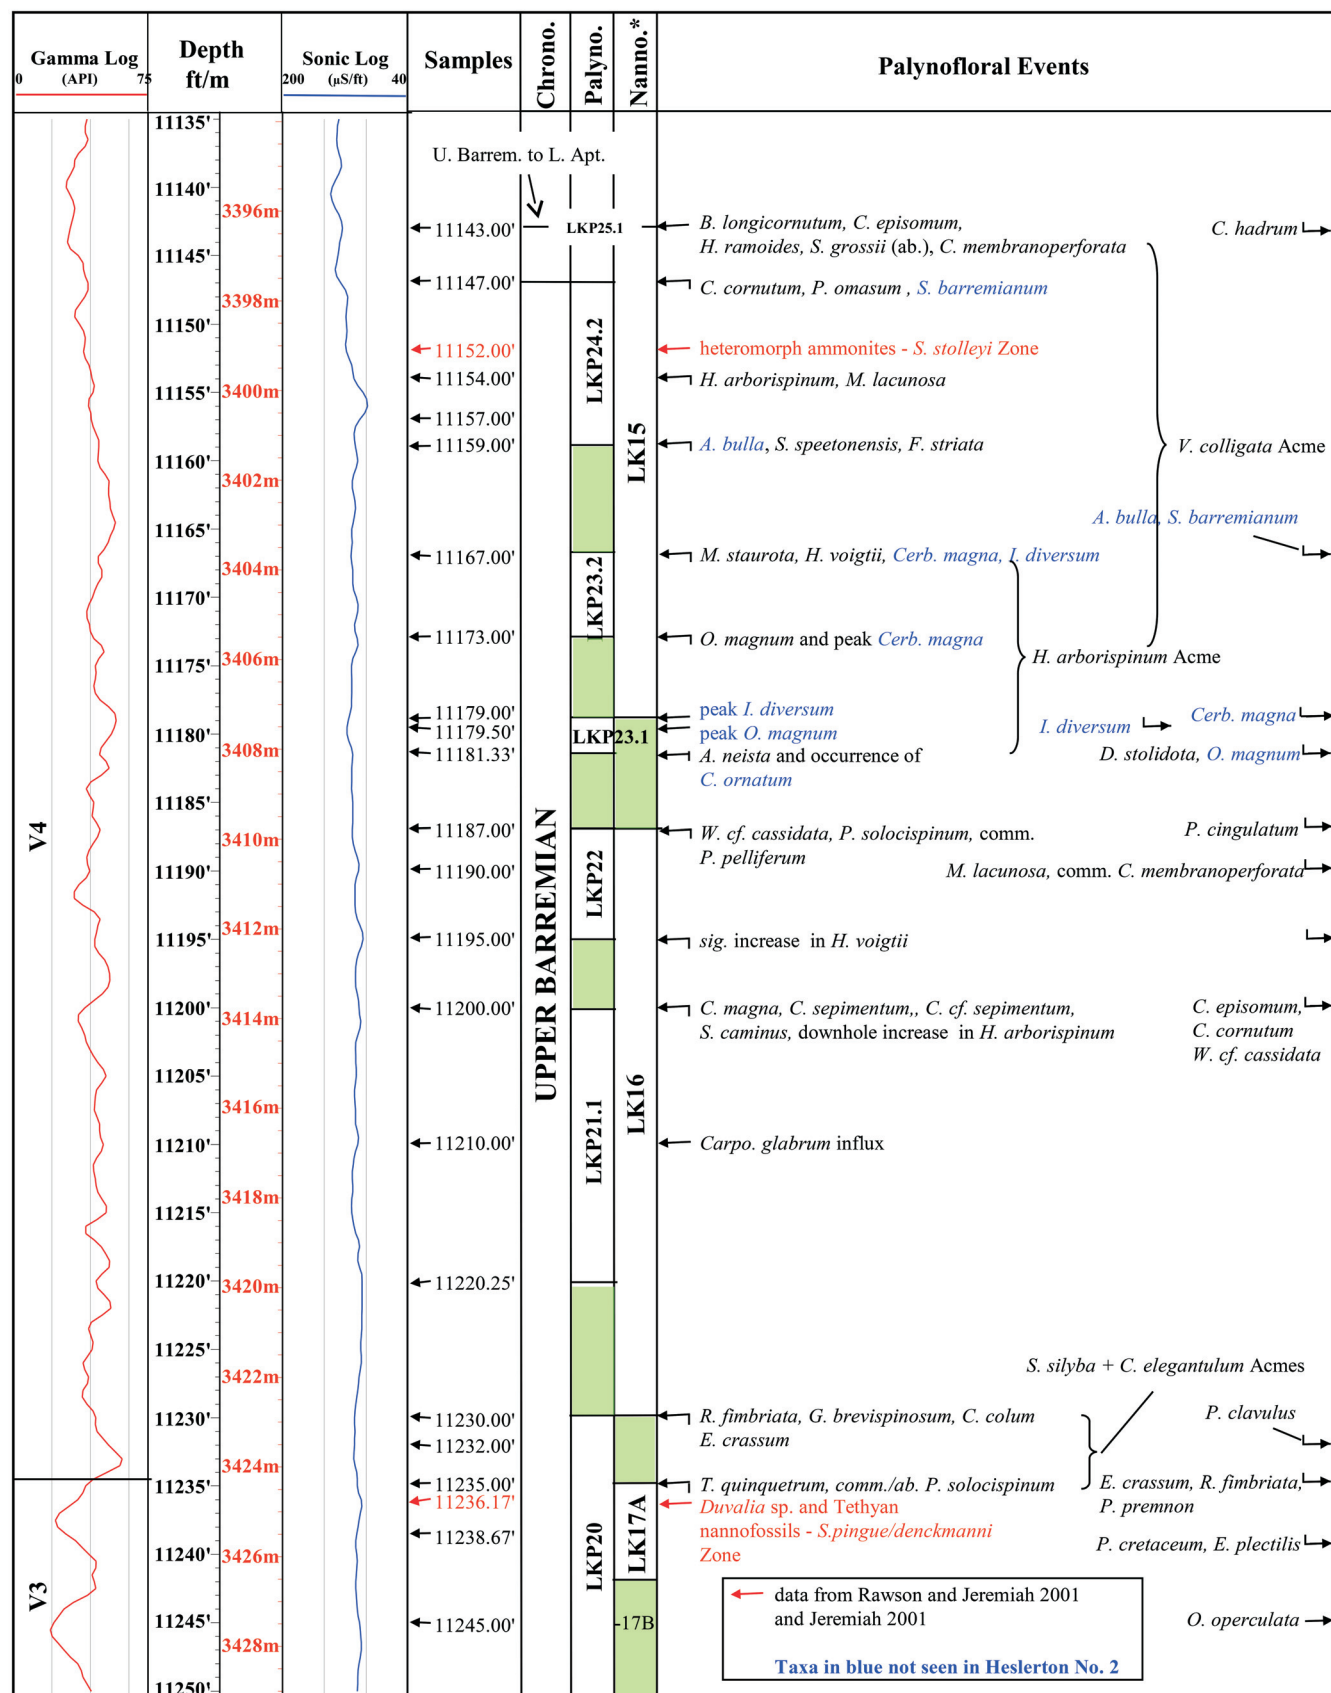 Gamma Log
(API)
0 75
Depth
ft/m
Sonic Log
200 (µS/ft) 40
Samples
Chrono.
Palyno.
Nanno.*
Palynofloral Events
11135'
11140'
11145'
11150'
11155'
11160'
11165'
11170'
11175'
11180'
11185'
11190'
11195'
11200'
11205'
11210'
11215'
11220'
11225'
11230'
11235'
11240'
11245'
11250'
3396m
3398m
3400m
3402m
3404m
3406m
3408m
3410m
3412m
3414m
3416m
3418m
3420m
3422m
3424m
3426m
3428m
V4
V3
U. Barrem. to L. Apt.
11143.00'
11147.00'
11152.00'
11154.00'
11157.00'
11159.00'
11167.00'
11173.00'
11179.00'
11179.50'
11181.33'
11187.00'
11190.00'
11195.00'
11200.00'
11210.00'
11220.25'
11230.00'
11232.00'
11235.00'
11236.17'
11238.67'
11245.00'
UPPER BARREMIAN
LKP25.1
LKP24.2
LKP23.2
LKP23.1
LKP22
LKP21.1
LKP20
LK15
LK16
LK17A
-17B
B. longicornutum, C. episomum,
H. ramoides, S. grossii (ab.), C. membranoperforata
C. hadrum
C. cornutum, P. omasum , S. barremianum
heteromorph ammonites - S. stolleyi Zone
H. arborispinum, M. lacunosa
A. bulla, S. speetonensis, F. striata
V. colligata Acme
A. bulla, S. barremianum
M. staurota, H. voigtii, Cerb. magna, I. diversum
O. magnum and peak Cerb. magna
H. arborispinum Acme
peak I. diversum
peak O. magnum
I. diversum
Cerb. magna
A. neista and occurrence of
C. ornatum
D. stolidota, O. magnum
W. cf. cassidata, P. solocispinum, comm.
P. pelliferum
P. cingulatum
M. lacunosa, comm. C. membranoperforata
sig. increase in H. voigtii
C. magna, C. sepimentum,, C. cf. sepimentum,
S. caminus, downhole increase in H. arborispinum
C. episomum,
C. cornutum
W. cf. cassidata
Carpo. glabrum influx
S. silyba + C. elegantulum Acmes
R. fimbriata, G. brevispinosum, C. colum
E. crassum
P. clavulus
T. quinquetrum, comm./ab. P. solocispinum
E. crassum, R. fimbriata,
P. premnon
Duvalia sp. and Tethyan
nannofossils - S.pingue/denckmanni
Zone
P. cretaceum, E. plectilis
data from Rawson and Jeremiah 2001
and Jeremiah 2001
O. operculata
Taxa in blue not seen in Heslerton No. 2